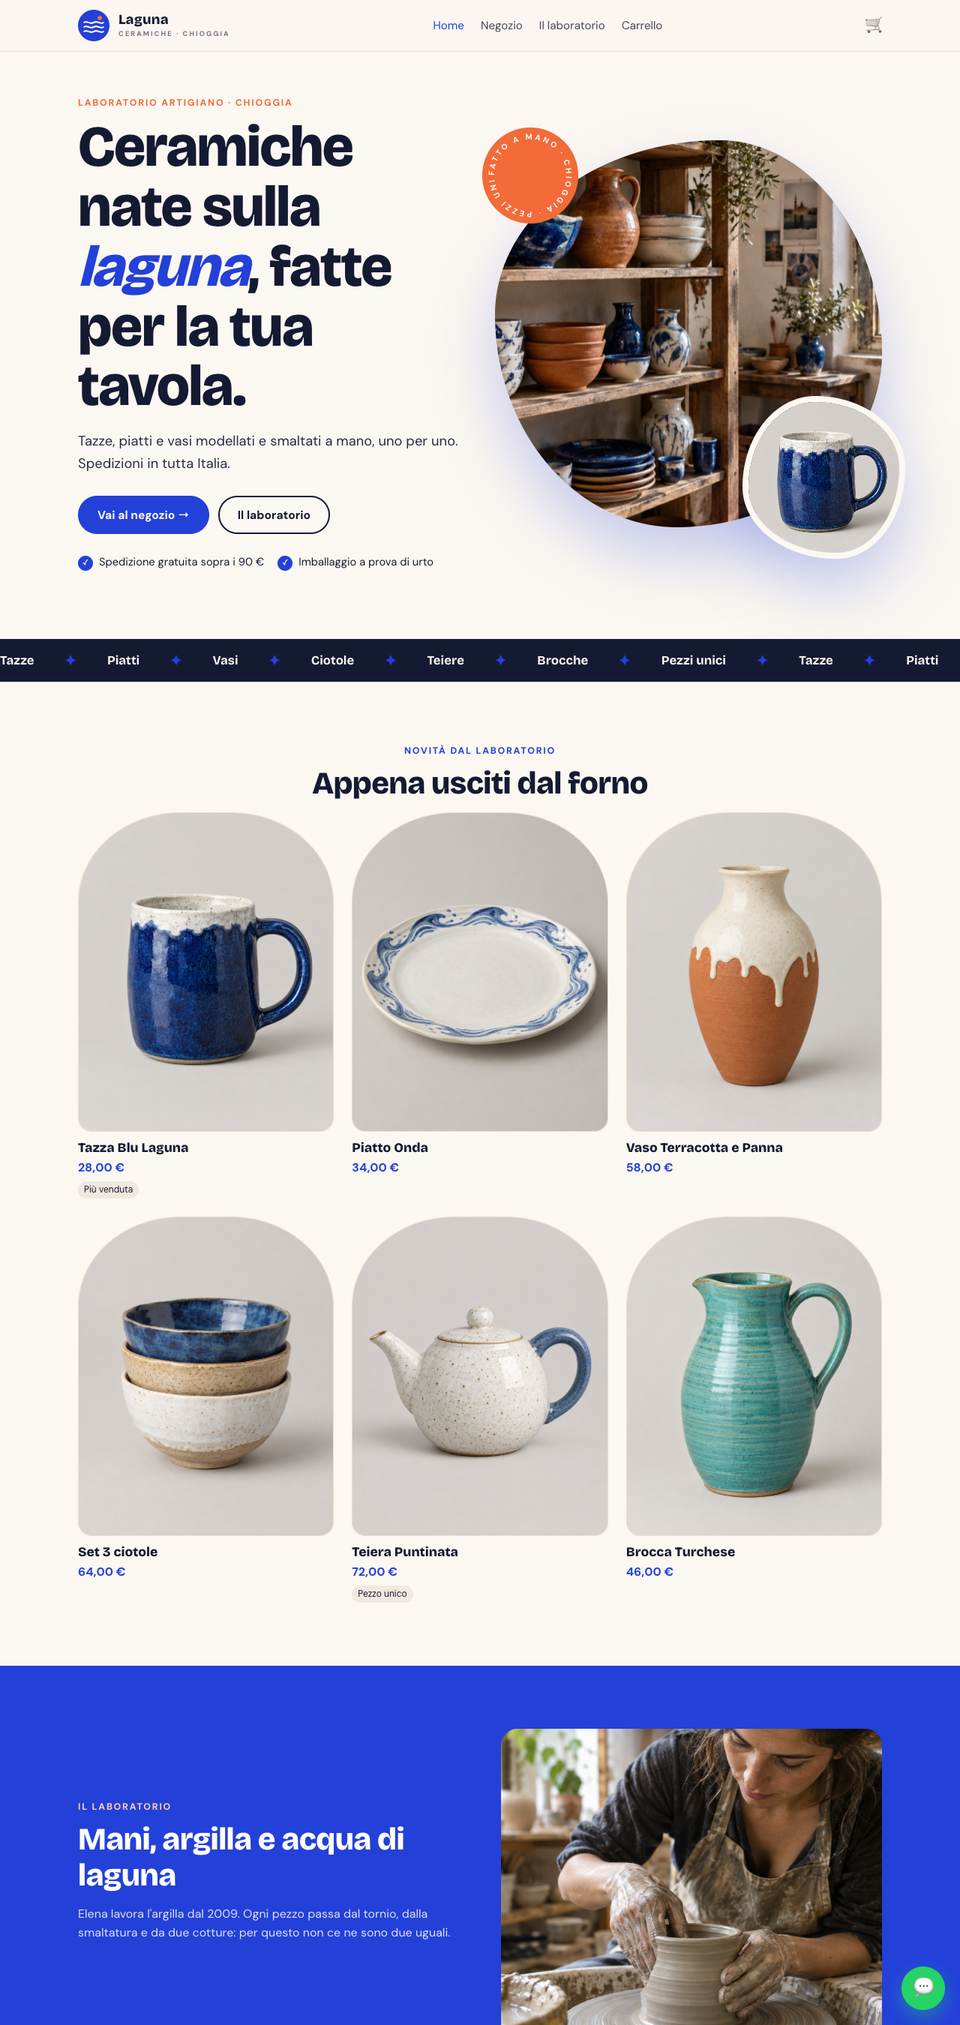 Laguna
CERAMICHE · CHIOGGIA
Home
Negozio
Il laboratorio
Carrello
LABORATORIO ARTIGIANO · CHIOGGIA
Ceramiche
nate sulla
laguna, fatte
per la tua
tavola.
FATTO A MANO · CHIOGGIA · PEZZI UNI
Tazze, piatti e vasi modellati e smaltati a mano, uno per uno.
Spedizioni in tutta Italia.
Vai al negozio →
Il laboratorio
✓ Spedizione gratuita sopra i 90 €
✓ Imballaggio a prova di urto
Tazze ✦ Piatti ✦ Vasi ✦ Ciotole ✦ Teiere ✦ Brocche ✦ Pezzi unici ✦ Tazze ✦ Piatti
NOVITÀ DAL LABORATORIO
Appena usciti dal forno
Tazza Blu Laguna
28,00 €
Più venduta
Piatto Onda
34,00 €
Vaso Terracotta e Panna
58,00 €
Set 3 ciotole
64,00 €
Teiera Puntinata
72,00 €
Pezzo unico
Brocca Turchese
46,00 €
IL LABORATORIO
Mani, argilla e acqua di
laguna
Elena lavora l'argilla dal 2009. Ogni pezzo passa dal tornio, dalla
smaltatura e da due cotture: per questo non ce ne sono due uguali.